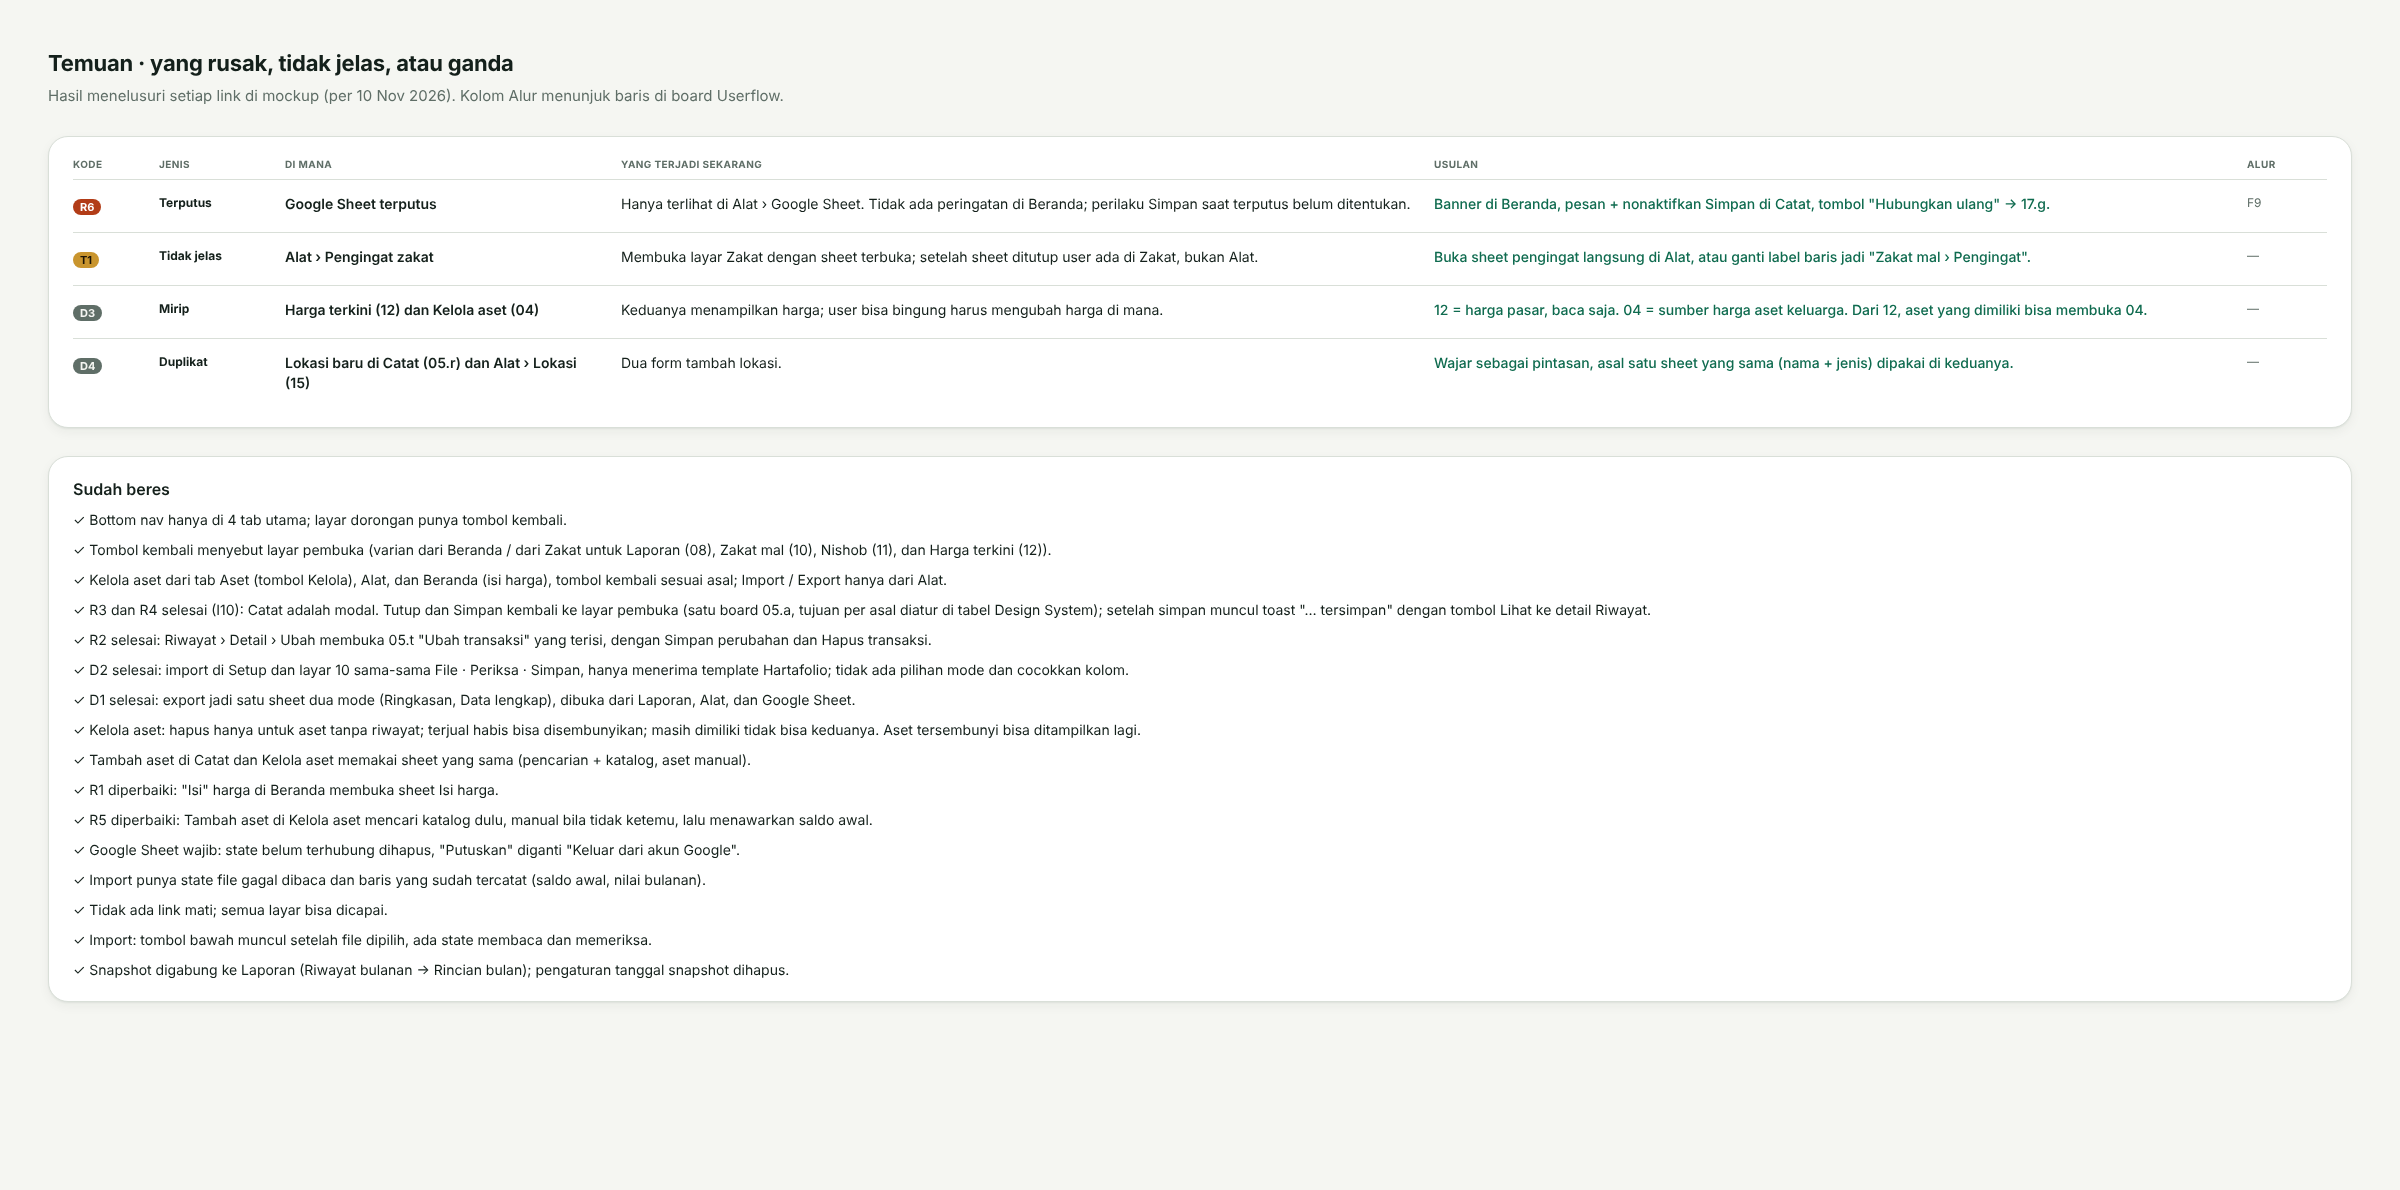 Temuan · yang rusak, tidak jelas, atau ganda
Hasil menelusuri setiap link di mockup (per 10 Nov 2026). Kolom Alur menunjuk baris di board Userflow.
KODE JENIS DI MANA YANG TERJADI SEKARANG USULAN ALUR
R6 Terputus Google Sheet terputus Hanya terlihat di Alat › Google Sheet. Tidak ada peringatan di Beranda; perilaku Simpan saat terputus belum ditentukan. Banner di Beranda, pesan + nonaktifkan Simpan di Catat, tombol "Hubungkan ulang" → 17.g. F9
T1 Tidak jelas Alat › Pengingat zakat Membuka layar Zakat dengan sheet terbuka; setelah sheet ditutup user ada di Zakat, bukan Alat. Buka sheet pengingat langsung di Alat, atau ganti label baris jadi "Zakat mal › Pengingat". —
D3 Mirip Harga terkini (12) dan Kelola aset (04) Keduanya menampilkan harga; user bisa bingung harus mengubah harga di mana. 12 = harga pasar, baca saja. 04 = sumber harga aset keluarga. Dari 12, aset yang dimiliki bisa membuka 04. —
D4 Duplikat Lokasi baru di Catat (05.r) dan Alat › Lokasi Dua form tambah lokasi. Wajar sebagai pintasan, asal satu sheet yang sama (nama + jenis) dipakai di keduanya. —
(15)
Sudah beres
✓ Bottom nav hanya di 4 tab utama; layar dorongan punya tombol kembali.
✓ Tombol kembali menyebut layar pembuka (varian dari Beranda / dari Zakat untuk Laporan (08), Zakat mal (10), Nishob (11), dan Harga terkini (12)).
✓ Kelola aset dari tab Aset (tombol Kelola), Alat, dan Beranda (isi harga), tombol kembali sesuai asal; Import / Export hanya dari Alat.
✓ R3 dan R4 selesai (I10): Catat adalah modal. Tutup dan Simpan kembali ke layar pembuka (satu board 05.a, tujuan per asal diatur di tabel Design System); setelah simpan muncul toast "… tersimpan" dengan tombol Lihat ke detail Riwayat.
✓ R2 selesai: Riwayat › Detail › Ubah membuka 05.t "Ubah transaksi" yang terisi, dengan Simpan perubahan dan Hapus transaksi.
✓ D2 selesai: import di Setup dan layar 10 sama-sama File · Periksa · Simpan, hanya menerima template Hartafolio; tidak ada pilihan mode dan cocokkan kolom.
✓ D1 selesai: export jadi satu sheet dua mode (Ringkasan, Data lengkap), dibuka dari Laporan, Alat, dan Google Sheet.
✓ Kelola aset: hapus hanya untuk aset tanpa riwayat; terjual habis bisa disembunyikan; masih dimiliki tidak bisa keduanya. Aset tersembunyi bisa ditampilkan lagi.
✓ Tambah aset di Catat dan Kelola aset memakai sheet yang sama (pencarian + katalog, aset manual).
✓ R1 diperbaiki: "Isi" harga di Beranda membuka sheet Isi harga.
✓ R5 diperbaiki: Tambah aset di Kelola aset mencari katalog dulu, manual bila tidak ketemu, lalu menawarkan saldo awal.
✓ Google Sheet wajib: state belum terhubung dihapus, "Putuskan" diganti "Keluar dari akun Google".
✓ Import punya state file gagal dibaca dan baris yang sudah tercatat (saldo awal, nilai bulanan).
✓ Tidak ada link mati; semua layar bisa dicapai.
✓ Import: tombol bawah muncul setelah file dipilih, ada state membaca dan memeriksa.
✓ Snapshot digabung ke Laporan (Riwayat bulanan → Rincian bulan); pengaturan tanggal snapshot dihapus.